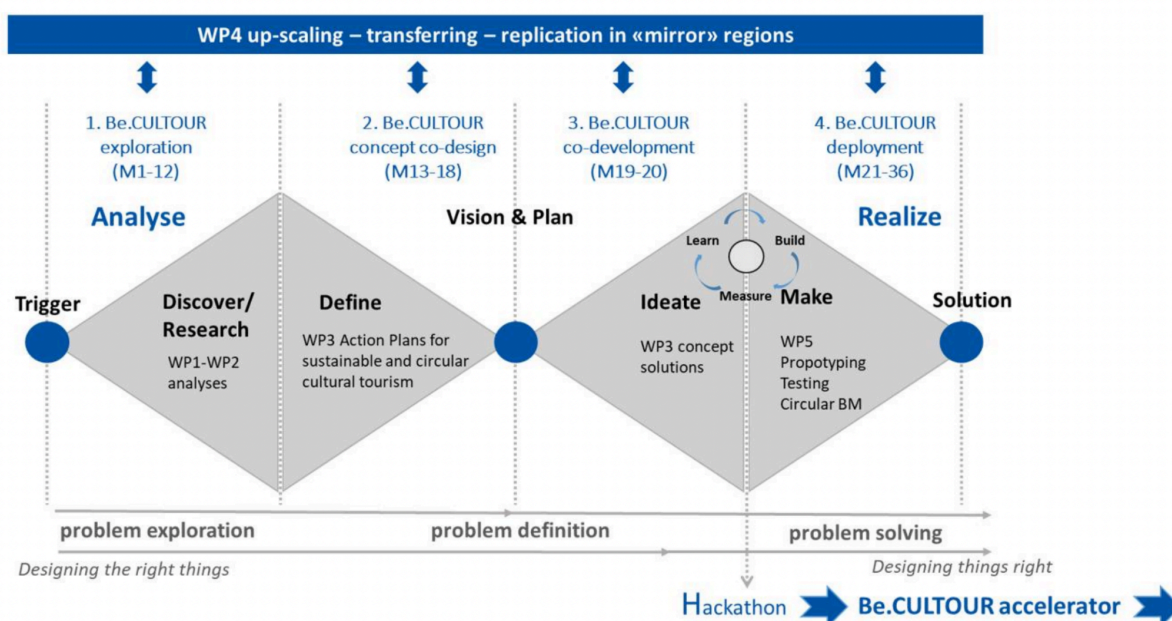 WP4 up-scaling – transferring – replication in «mirror» regions
1. Be.CULTOUR
exploration
(M1-12)
2. Be.CULTOUR
concept co-design
(M13-18)
3. Be.CULTOUR
co-development
(M19-20)
4. Be.CULTOUR
deployment
(M21-36)
Analyse
Vision & Plan
Realize
Learn
Build
Measure
Trigger
Discover/
Research
WP1-WP2
analyses
Define
WP3 Action Plans for
sustainable and circular
cultural tourism
Ideate
WP3 concept
solutions
Make
WP5
Propotyping
Testing
Circular BM
Solution
problem exploration
problem definition
problem solving
Designing the right things
Designing things right
Hackathon
Be.CULTOUR accelerator